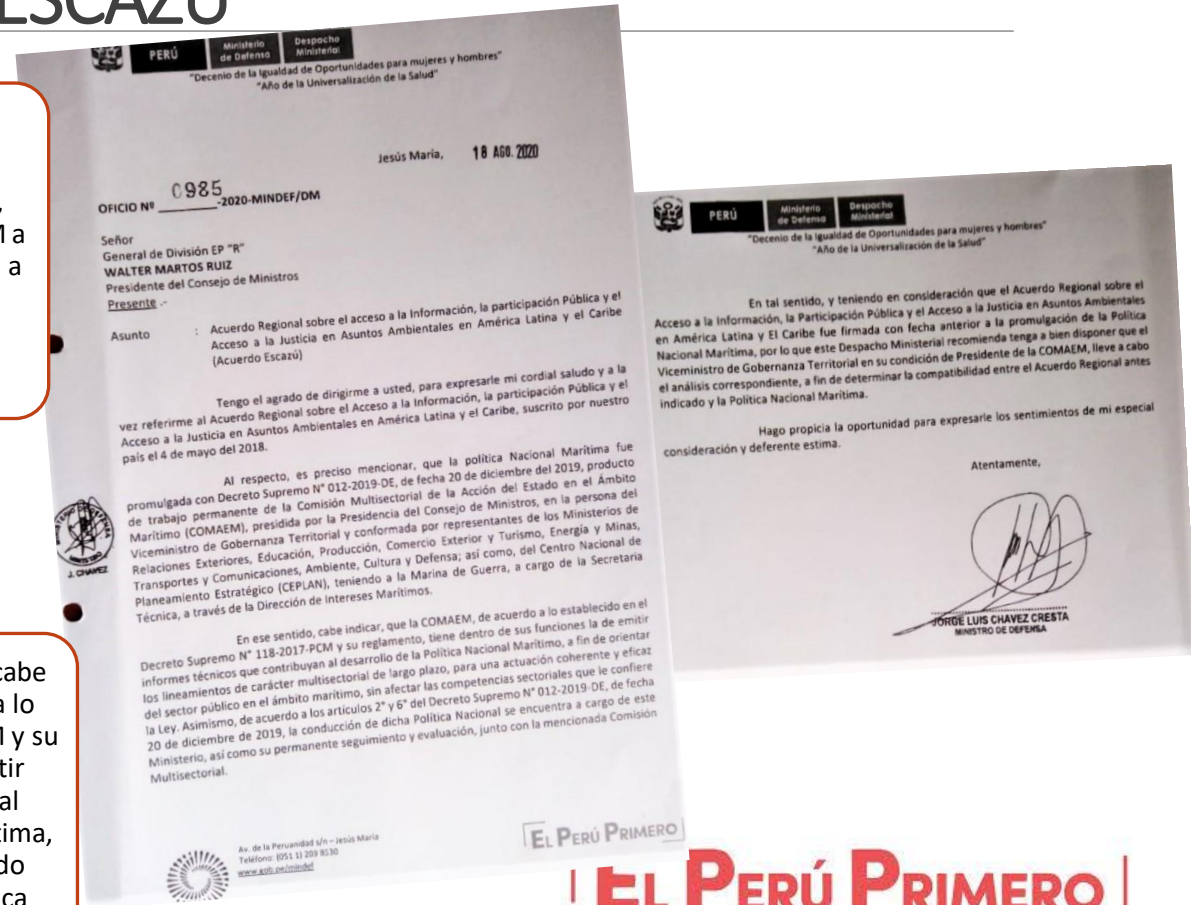 ESCAZÚ
,
1 a
a
cabe
a lo
1 y su
tir
al
tima,
do
ca
PERÚ
Ministerio
de Defensa
Despacho
Ministerial
"Decenio de la Igualdad de Oportunidades para mujeres y hombres"
"Año de la Universalización de la Salud"
Jesús María, 18 AGO. 2020
OFICIO Nº 0985 -2020-MINDEF/DM
Señor
General de División EP "R"
WALTER MARTOS RUIZ
Presidente del Consejo de Ministros
Presente .-
Asunto : Acuerdo Regional sobre el acceso a la Información, la participación Pública y el
Acceso a la Justicia en Asuntos Ambientales en América Latina y el Caribe
(Acuerdo Escazú)
Tengo el agrado de dirigirme a usted, para expresarle mi cordial saludo y a la
vez referirme al Acuerdo Regional sobre el Acceso a la Información, la participación Pública y el
Acceso a la Justicia en Asuntos Ambientales en América Latina y el Caribe, suscrito por nuestro
país el 4 de mayo del 2018.
Al respecto, es preciso mencionar, que la política Nacional Marítima fue
promulgada con Decreto Supremo N° 012-2019-DE, de fecha 20 de diciembre del 2019, producto
de trabajo permanente de la Comisión Multisectorial de la Acción del Estado en el Ámbito
Marítimo (COMAEM), presidida por la Presidencia del Consejo de Ministros, en la persona del
Viceministro de Gobernanza Territorial y conformada por representantes de los Ministerios de
Relaciones Exteriores, Educación, Producción, Comercio Exterior y Turismo, Energía y Minas,
Transportes y Comunicaciones, Ambiente, Cultura y Defensa; así como, del Centro Nacional de
Planeamiento Estratégico (CEPLAN), teniendo a la Marina de Guerra, a cargo de la Secretaria
Técnica, a través de la Dirección de Intereses Marítimos.
En ese sentido, cabe indicar, que la COMAEM, de acuerdo a lo establecido en el
Decreto Supremo N° 118-2017-PCM y su reglamento, tiene dentro de sus funciones la de emitir
informes técnicos que contribuyan al desarrollo de la Política Nacional Marítimo, a fin de orientar
los lineamientos de carácter multisectorial de largo plazo, para una actuación coherente y eficaz
del sector público en el ámbito marítimo, sin afectar las competencias sectoriales que le confiere
la Ley. Asimismo, de acuerdo a los artículos 2° y 6° del Decreto Supremo N° 012-2019-DE, de fecha
20 de diciembre de 2019, la conducción de dicha Política Nacional se encuentra a cargo de este
Ministerio, así como su permanente seguimiento y evaluación, junto con la mencionada Comisión
Multisectorial.
J. CHAVEZ
Av. de la Peruanidad s/n – Jesús María
Teléfono: (051 1) 209 8530
www.gob.pe/mindef
EL PERÚ PRIMERO
PERÚ
Ministerio
de Defensa
Despacho
Ministerial
"Decenio de la Igualdad de Oportunidades para mujeres y hombres"
"Año de la Universalización de la Salud"
En tal sentido, y teniendo en consideración que el Acuerdo Regional sobre el
Acceso a la Información, la Participación Pública y el Acceso a la Justicia en Asuntos Ambientales
en América Latina y El Caribe fue firmada con fecha anterior a la promulgación de la Política
Nacional Marítima, por lo que este Despacho Ministerial recomienda tenga a bien disponer que el
Viceministro de Gobernanza Territorial en su condición de Presidente de la COMAEM, lleve a cabo
el análisis correspondiente, a fin de determinar la compatibilidad entre el Acuerdo Regional antes
indicado y la Política Nacional Marítima.
Hago propicia la oportunidad para expresarle los sentimientos de mi especial
consideración y deferente estima.
Atentamente,
JORGE LUIS CHAVEZ CRESTA
MINISTRO DE DEFENSA
EL PERÚ PRIMERO